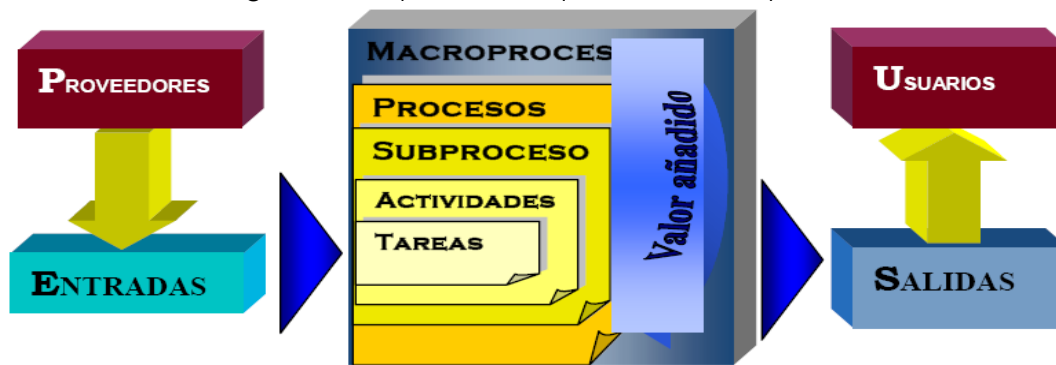 PROVEEDORES
ENTRADAS
MACROPROCES
PROCESOS
SUBPROCESO
ACTIVIDADES
TAREAS
Valor añadido
USUARIOS
SALIDAS